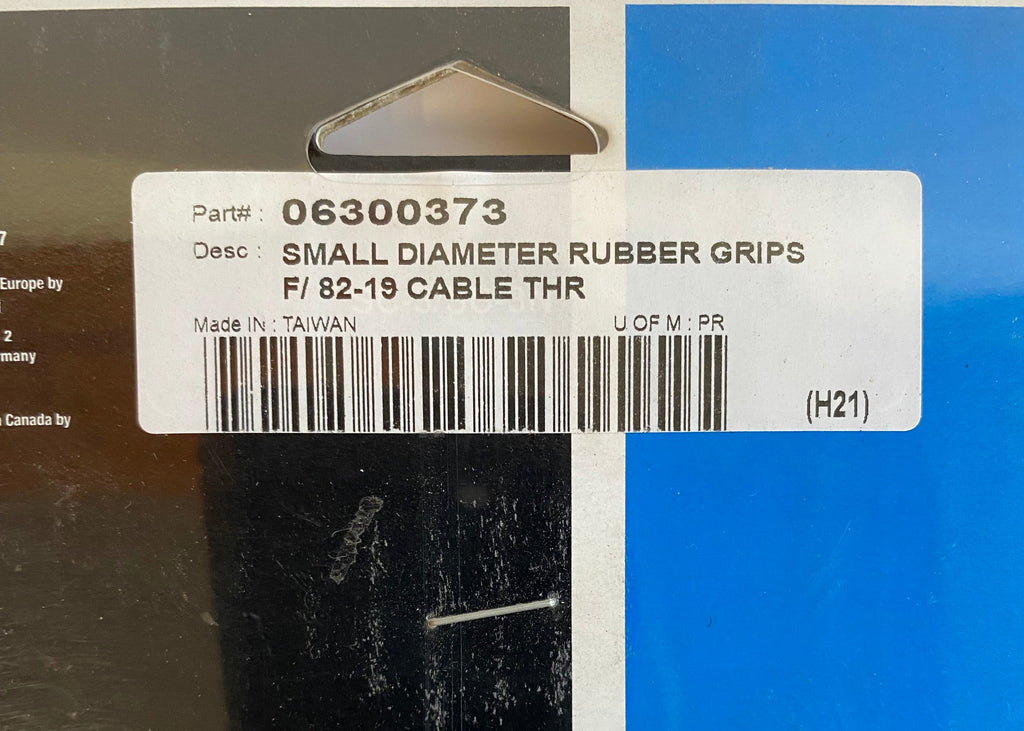 Part# : 06300373
Desc : SMALL DIAMETER RUBBER GRIPS
F/ 82-19 CABLE THR
Made IN : TAIWAN U OF M : PR
(H21)
7
Europe by
2
many
Canada by